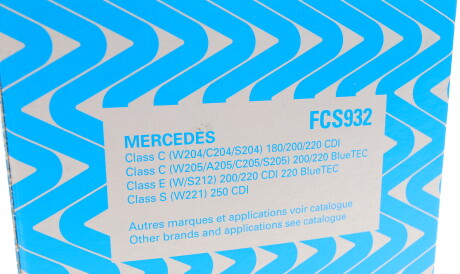 FCS932
MERCEDES
Class C (W204/C204/S204) 180/200/220 CDI
Class C (W205/A205/C205/S205) 200/220 BlueTEC
Class E (W/S212) 200/220 CDI 220 BlueTEC
Class S (W221) 250 CDI
Autres marques et applications voir catalogue
Other brands and applications see catalogue